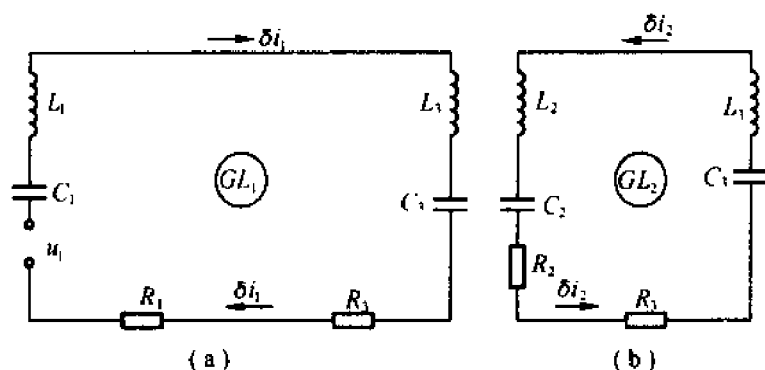 δi₁
δi₂
L₁
L₃
L₂
L₃
GL₁
GL₂
C₁
C₃
C₂
C₃
u₁
R₂
R₁
δi₁
R₃
δi₂
R₃
( a )
( b )